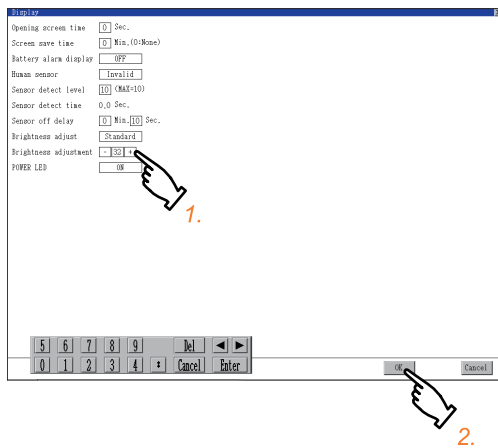 Display
Opening screen time 0 Sec.
Screen save time 0 Min.(0:None)
Battery alarm display OFF
Human sensor Invalid
Sensor detect level 10 (MAX=10)
Sensor detect time 0.0 Sec.
Sensor off delay 0 Min. 10 Sec.
Brightness adjust Standard
Brightness adjustment - 32 +
POWER LED ON
1.
5 6 7 8 9 Del ◀ ▶
0 1 2 3 4 Cancel Enter
OK Cancel
2.